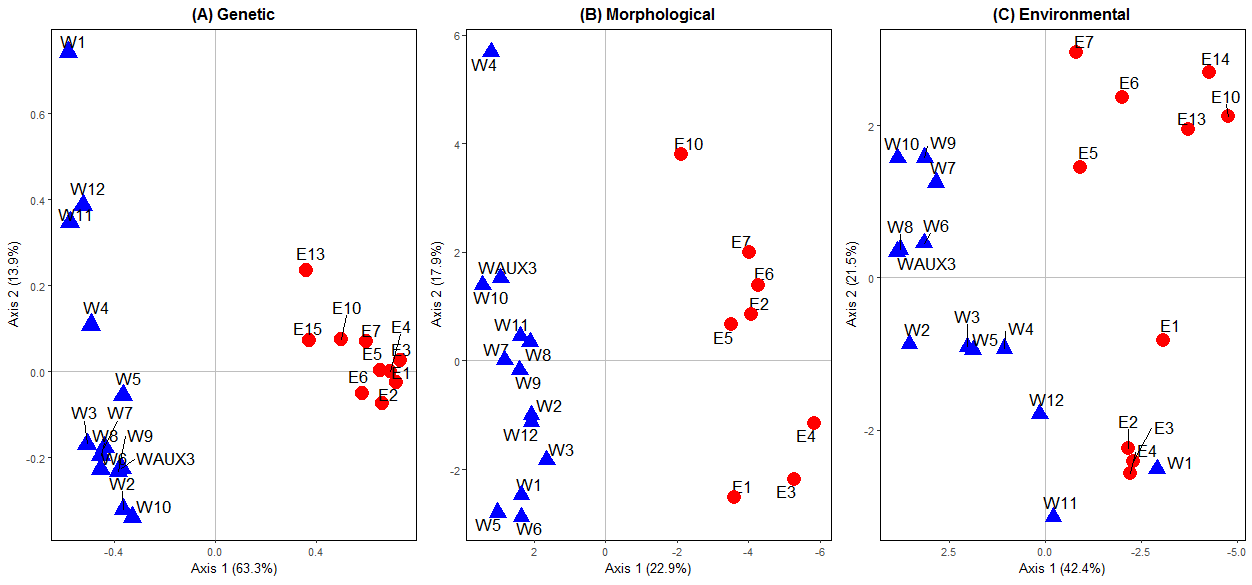 (A) Genetic
W1
W12
W11
W4
W5
W3
W7
W8
W9
W6
WAUX3
W2
W10
E13
E15
E10
E7
E4
E5
E3
E6
E1
E2
0.6
0.4
0.2
0.0
-0.2
-0.4
0.0
0.4
Axis 1 (63.3%)
Axis 2 (13.9%)
(B) Morphological
W4
E10
E7
E6
E2
E5
WAUX3
W10
W11
W7
W8
W9
W2
W12
W3
W1
W5
W6
E4
E1
E3
6
4
2
0
-2
2
0
-2
-4
-6
Axis 1 (22.9%)
Axis 2 (17.9%)
(C) Environmental
E7
E14
E6
E10
E13
E5
W10
W9
W7
W8
W6
WAUX3
W2
W3
W5
W4
E1
W12
E2
E3
E4
W1
W11
2
0
-2
2.5
0.0
-2.5
-5.0
Axis 1 (42.4%)
Axis 2 (21.5%)